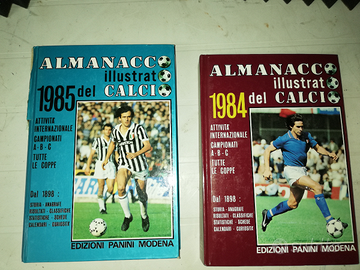 ALMANACCO
illustrato
1985 del CALCIO
ATTIVITÀ
INTERNAZIONALE
CAMPIONATI
A-B-C
TUTTE
LE COPPE
Dal 1898:
STORIA - ANAGRAFE
RISULTATI - CLASSIFICHE
STATISTICHE - SCHEDE
CALENDARI - CURIOSITÀ
EDIZIONI PANINI MODENA
ALMANACCO
illustrato
1984 del CALCIO
ATTIVITÀ
INTERNAZIONALE
CAMPIONATI
A-B-C
TUTTE
LE COPPE
Dal 1898:
STORIA - ANAGRAFE
RISULTATI - CLASSIFICHE
STATISTICHE - SCHEDE
CALENDARI - CURIOSITÀ
EDIZIONI PANINI MODENA